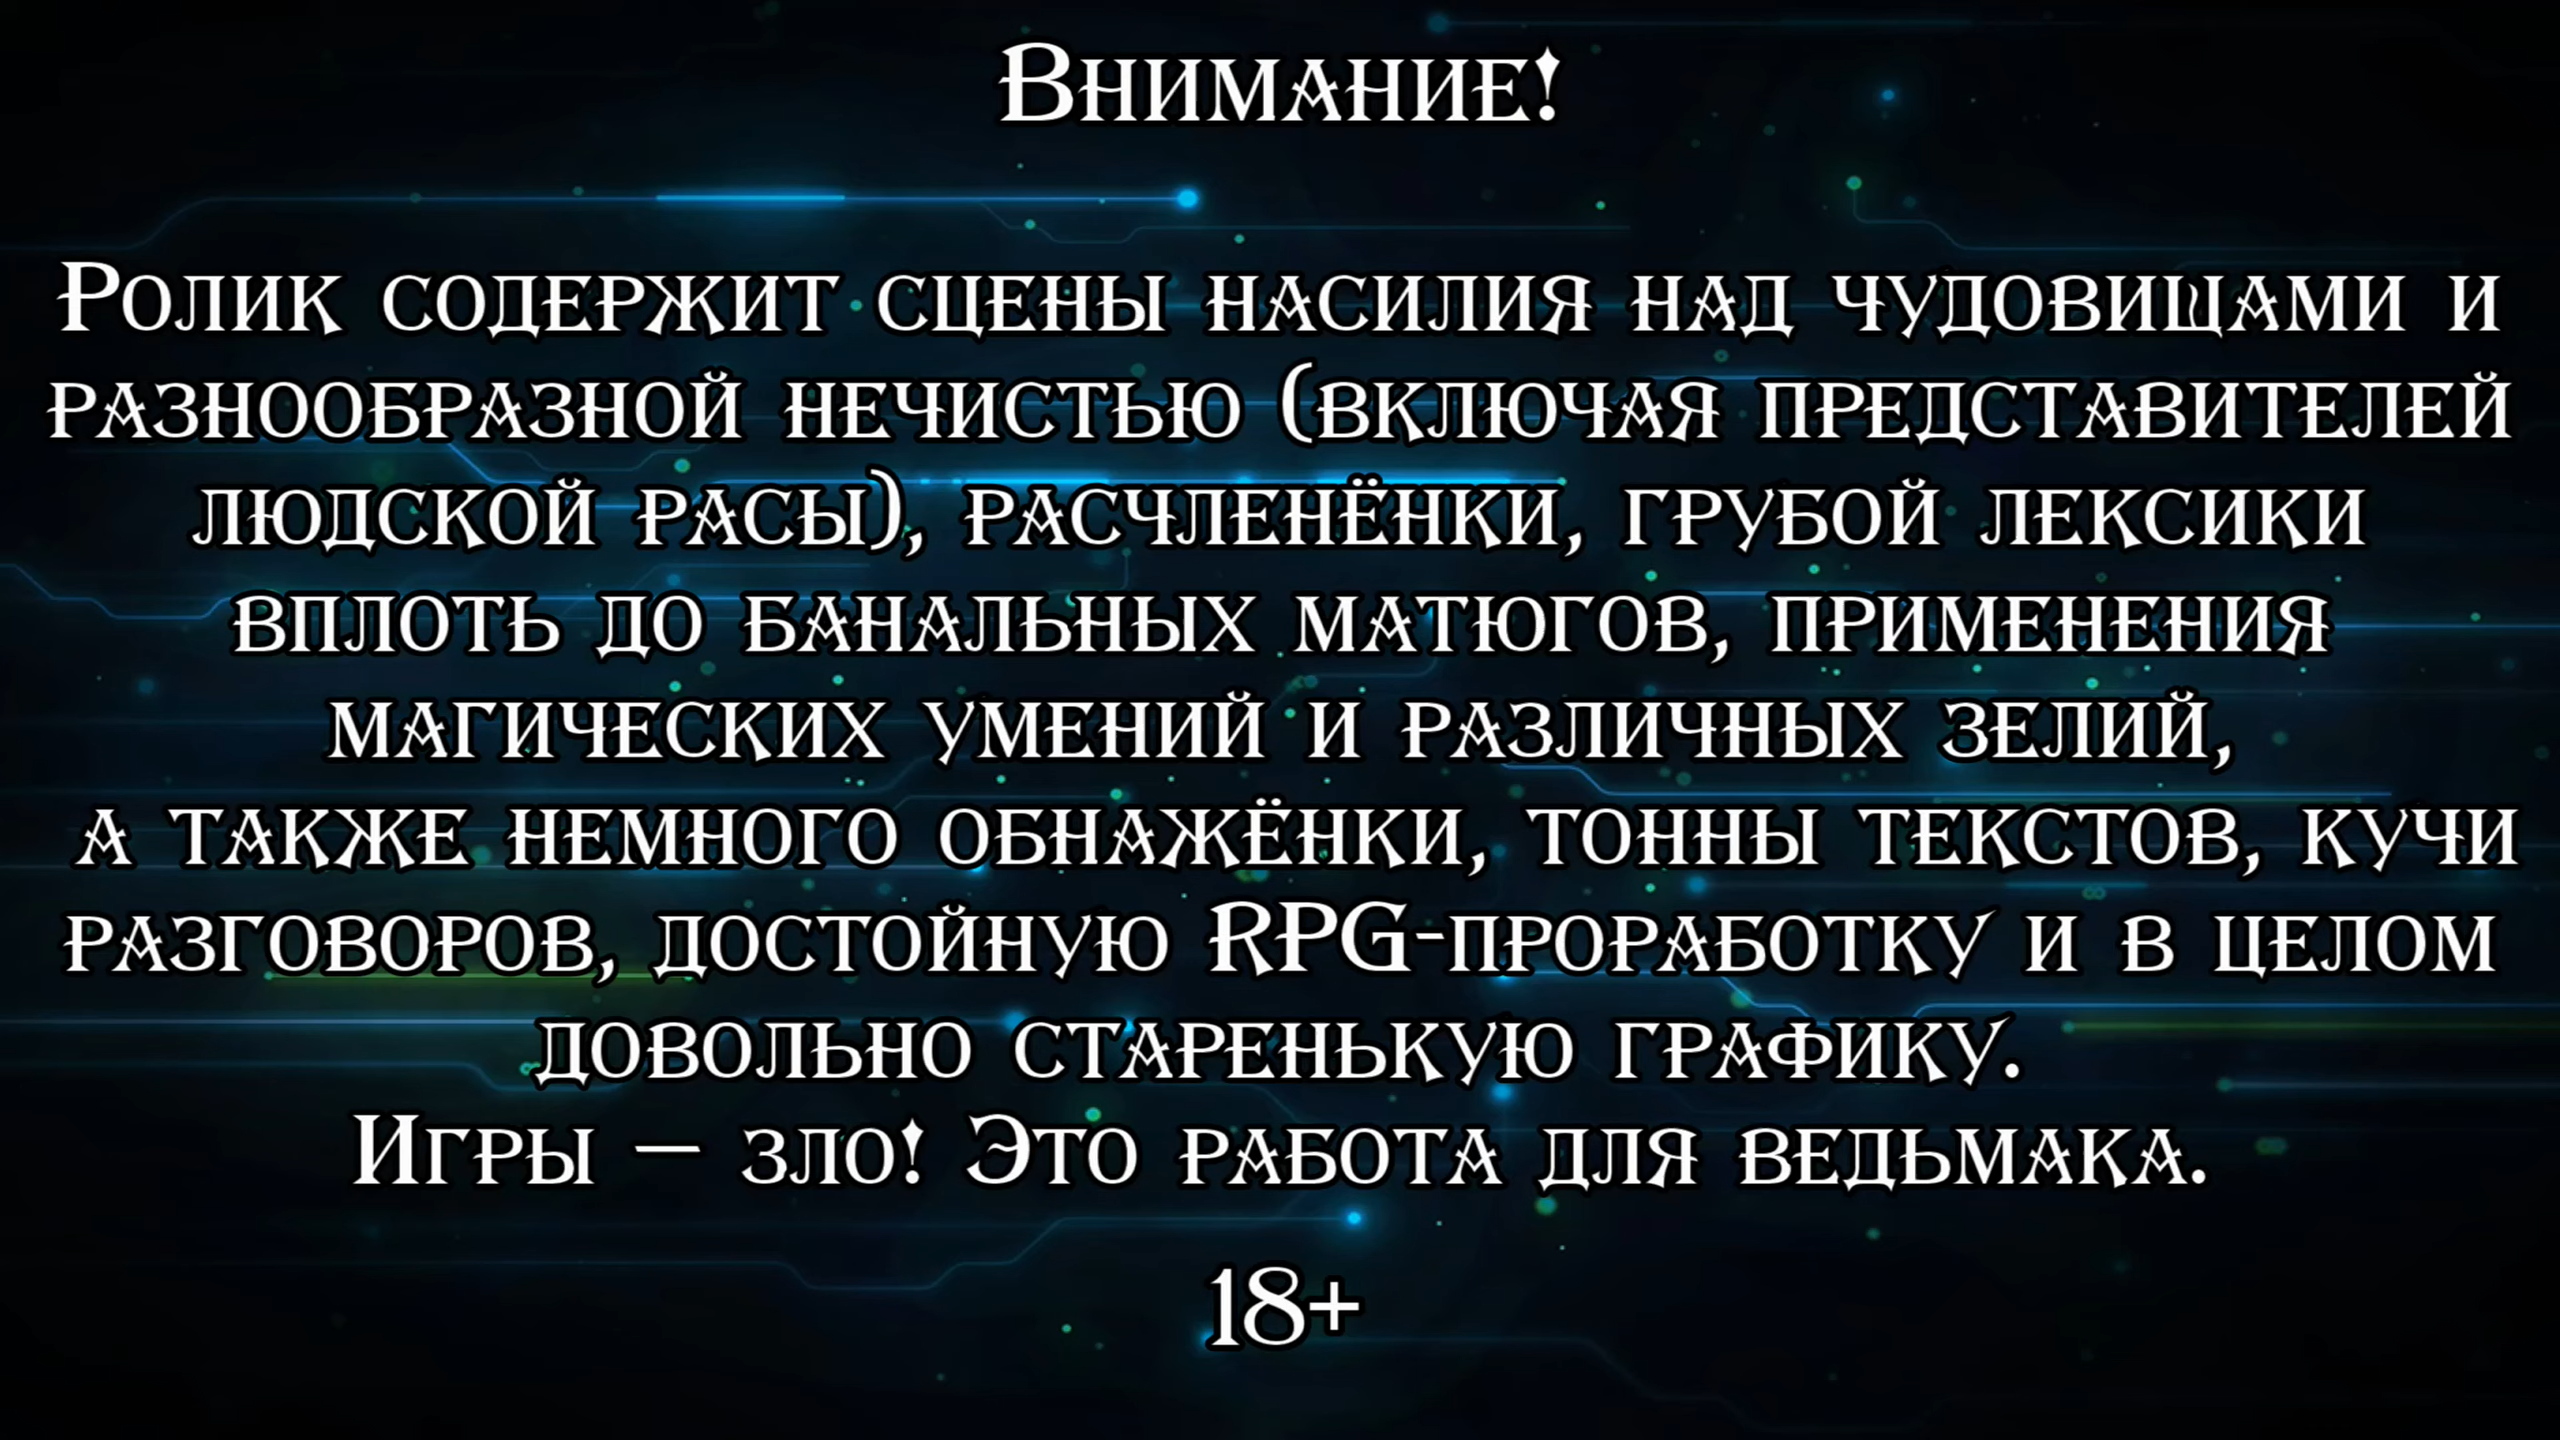 Внимание!
Ролик содержит сцены насилия над чудовищами и
разнообразной нечистью (включая представителей
людской расы), расчленёнки, грубой лексики
вплоть до банальных матюгов, применения
магических умений и различных зелий,
а также немного обнажёнки, тонны текстов, кучи
разговоров, достойную RPG-проработку и в целом
довольно старенькую графику.
Игры – зло! Это работа для ведьмака.
18+